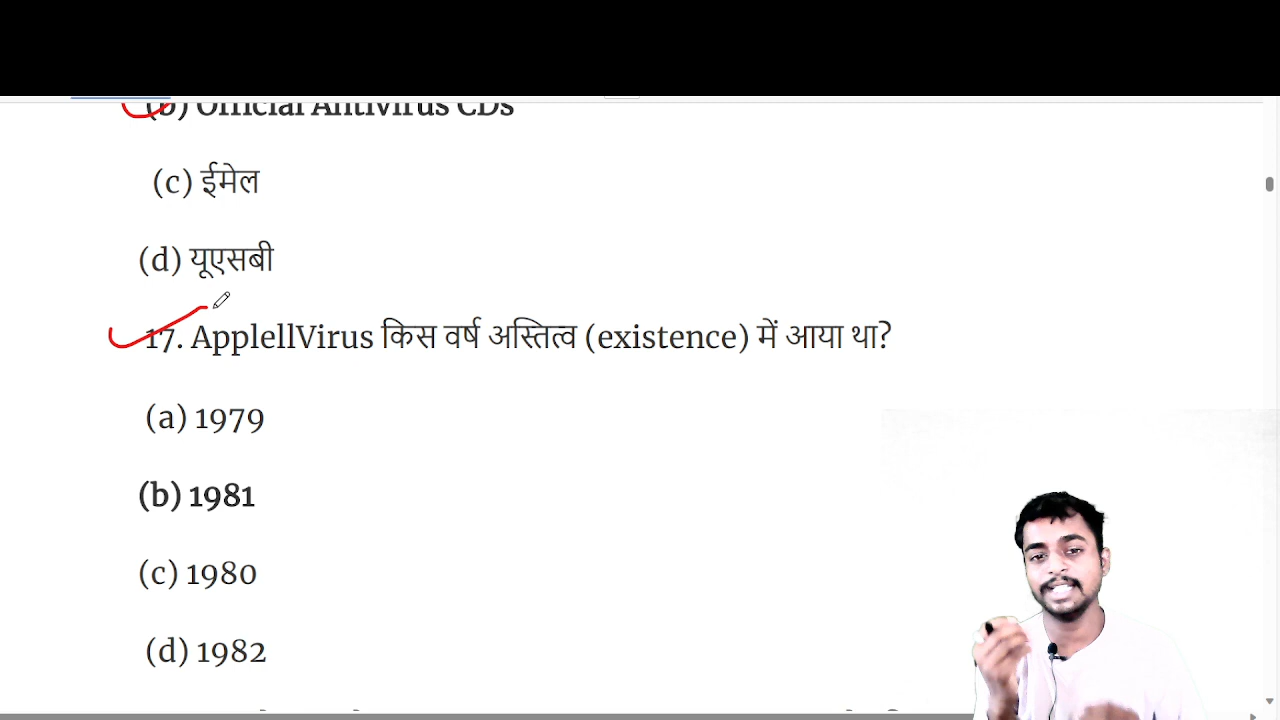 (b) Official Antivirus CDs
(c) ईमेल
(d) यूएसबी
17. ApplellVirus किस वर्ष अस्तित्व (existence) में आया था?
(a) 1979
(b) 1981
(c) 1980
(d) 1982